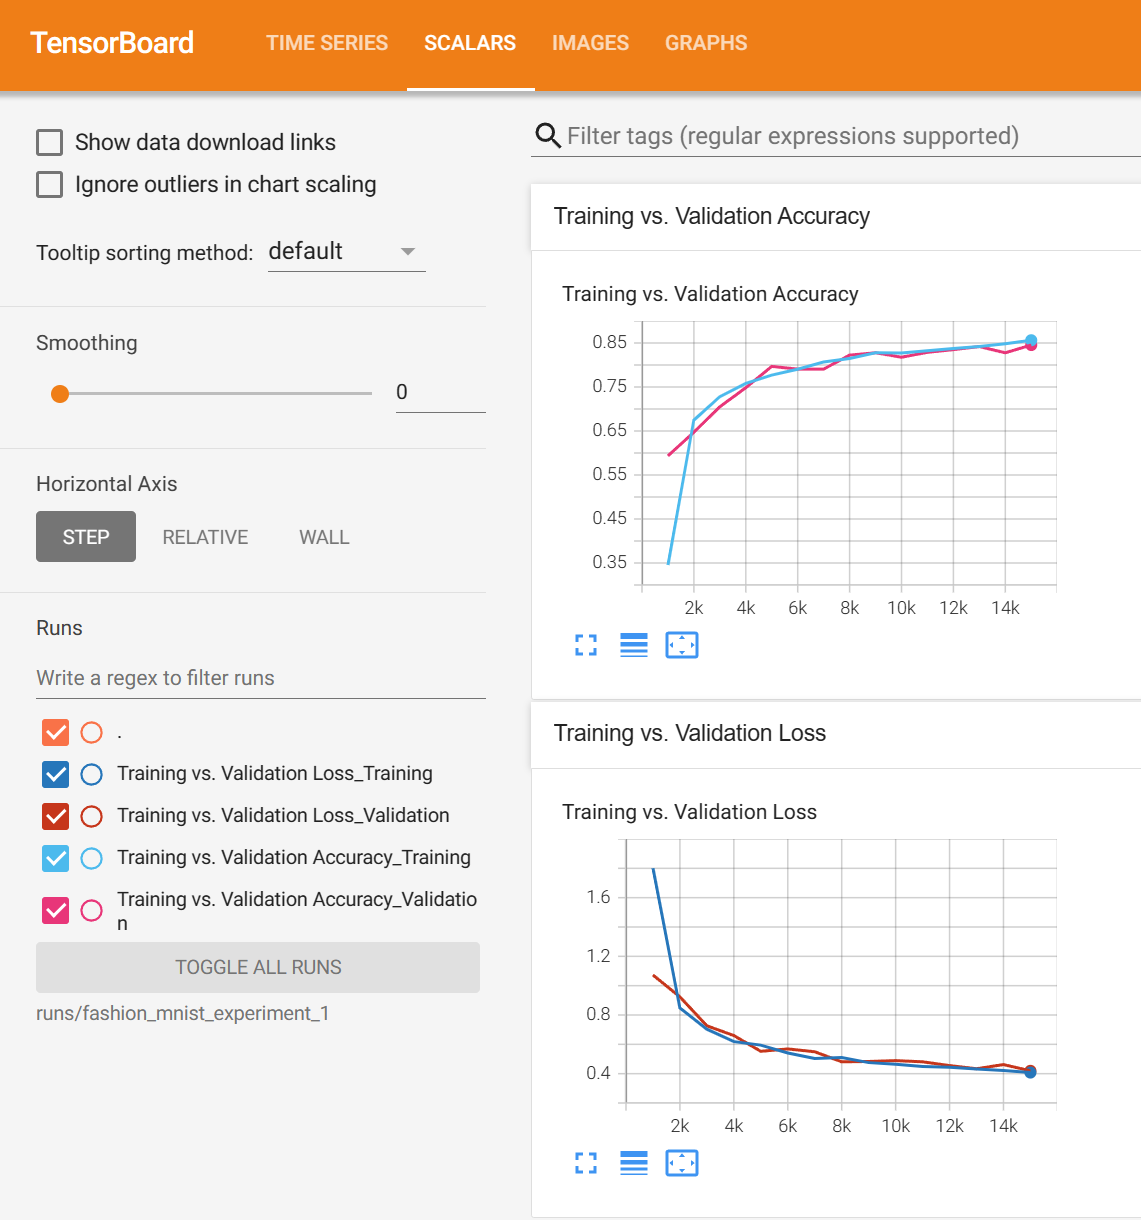 TensorBoard
TIME SERIES
SCALARS
IMAGES
GRAPHS
Show data download links
Ignore outliers in chart scaling
Tooltip sorting method: default
Smoothing
0
Horizontal Axis
STEP
RELATIVE
WALL
Runs
Write a regex to filter runs
.
Training vs. Validation Loss_Training
Training vs. Validation Loss_Validation
Training vs. Validation Accuracy_Training
Training vs. Validation Accuracy_Validatio
n
TOGGLE ALL RUNS
runs/fashion_mnist_experiment_1
Filter tags (regular expressions supported)
Training vs. Validation Accuracy
Training vs. Validation Accuracy
0.85
0.75
0.65
0.55
0.45
0.35
2k 4k 6k 8k 10k 12k 14k
Training vs. Validation Loss
Training vs. Validation Loss
1.6
1.2
0.8
0.4
2k 4k 6k 8k 10k 12k 14k